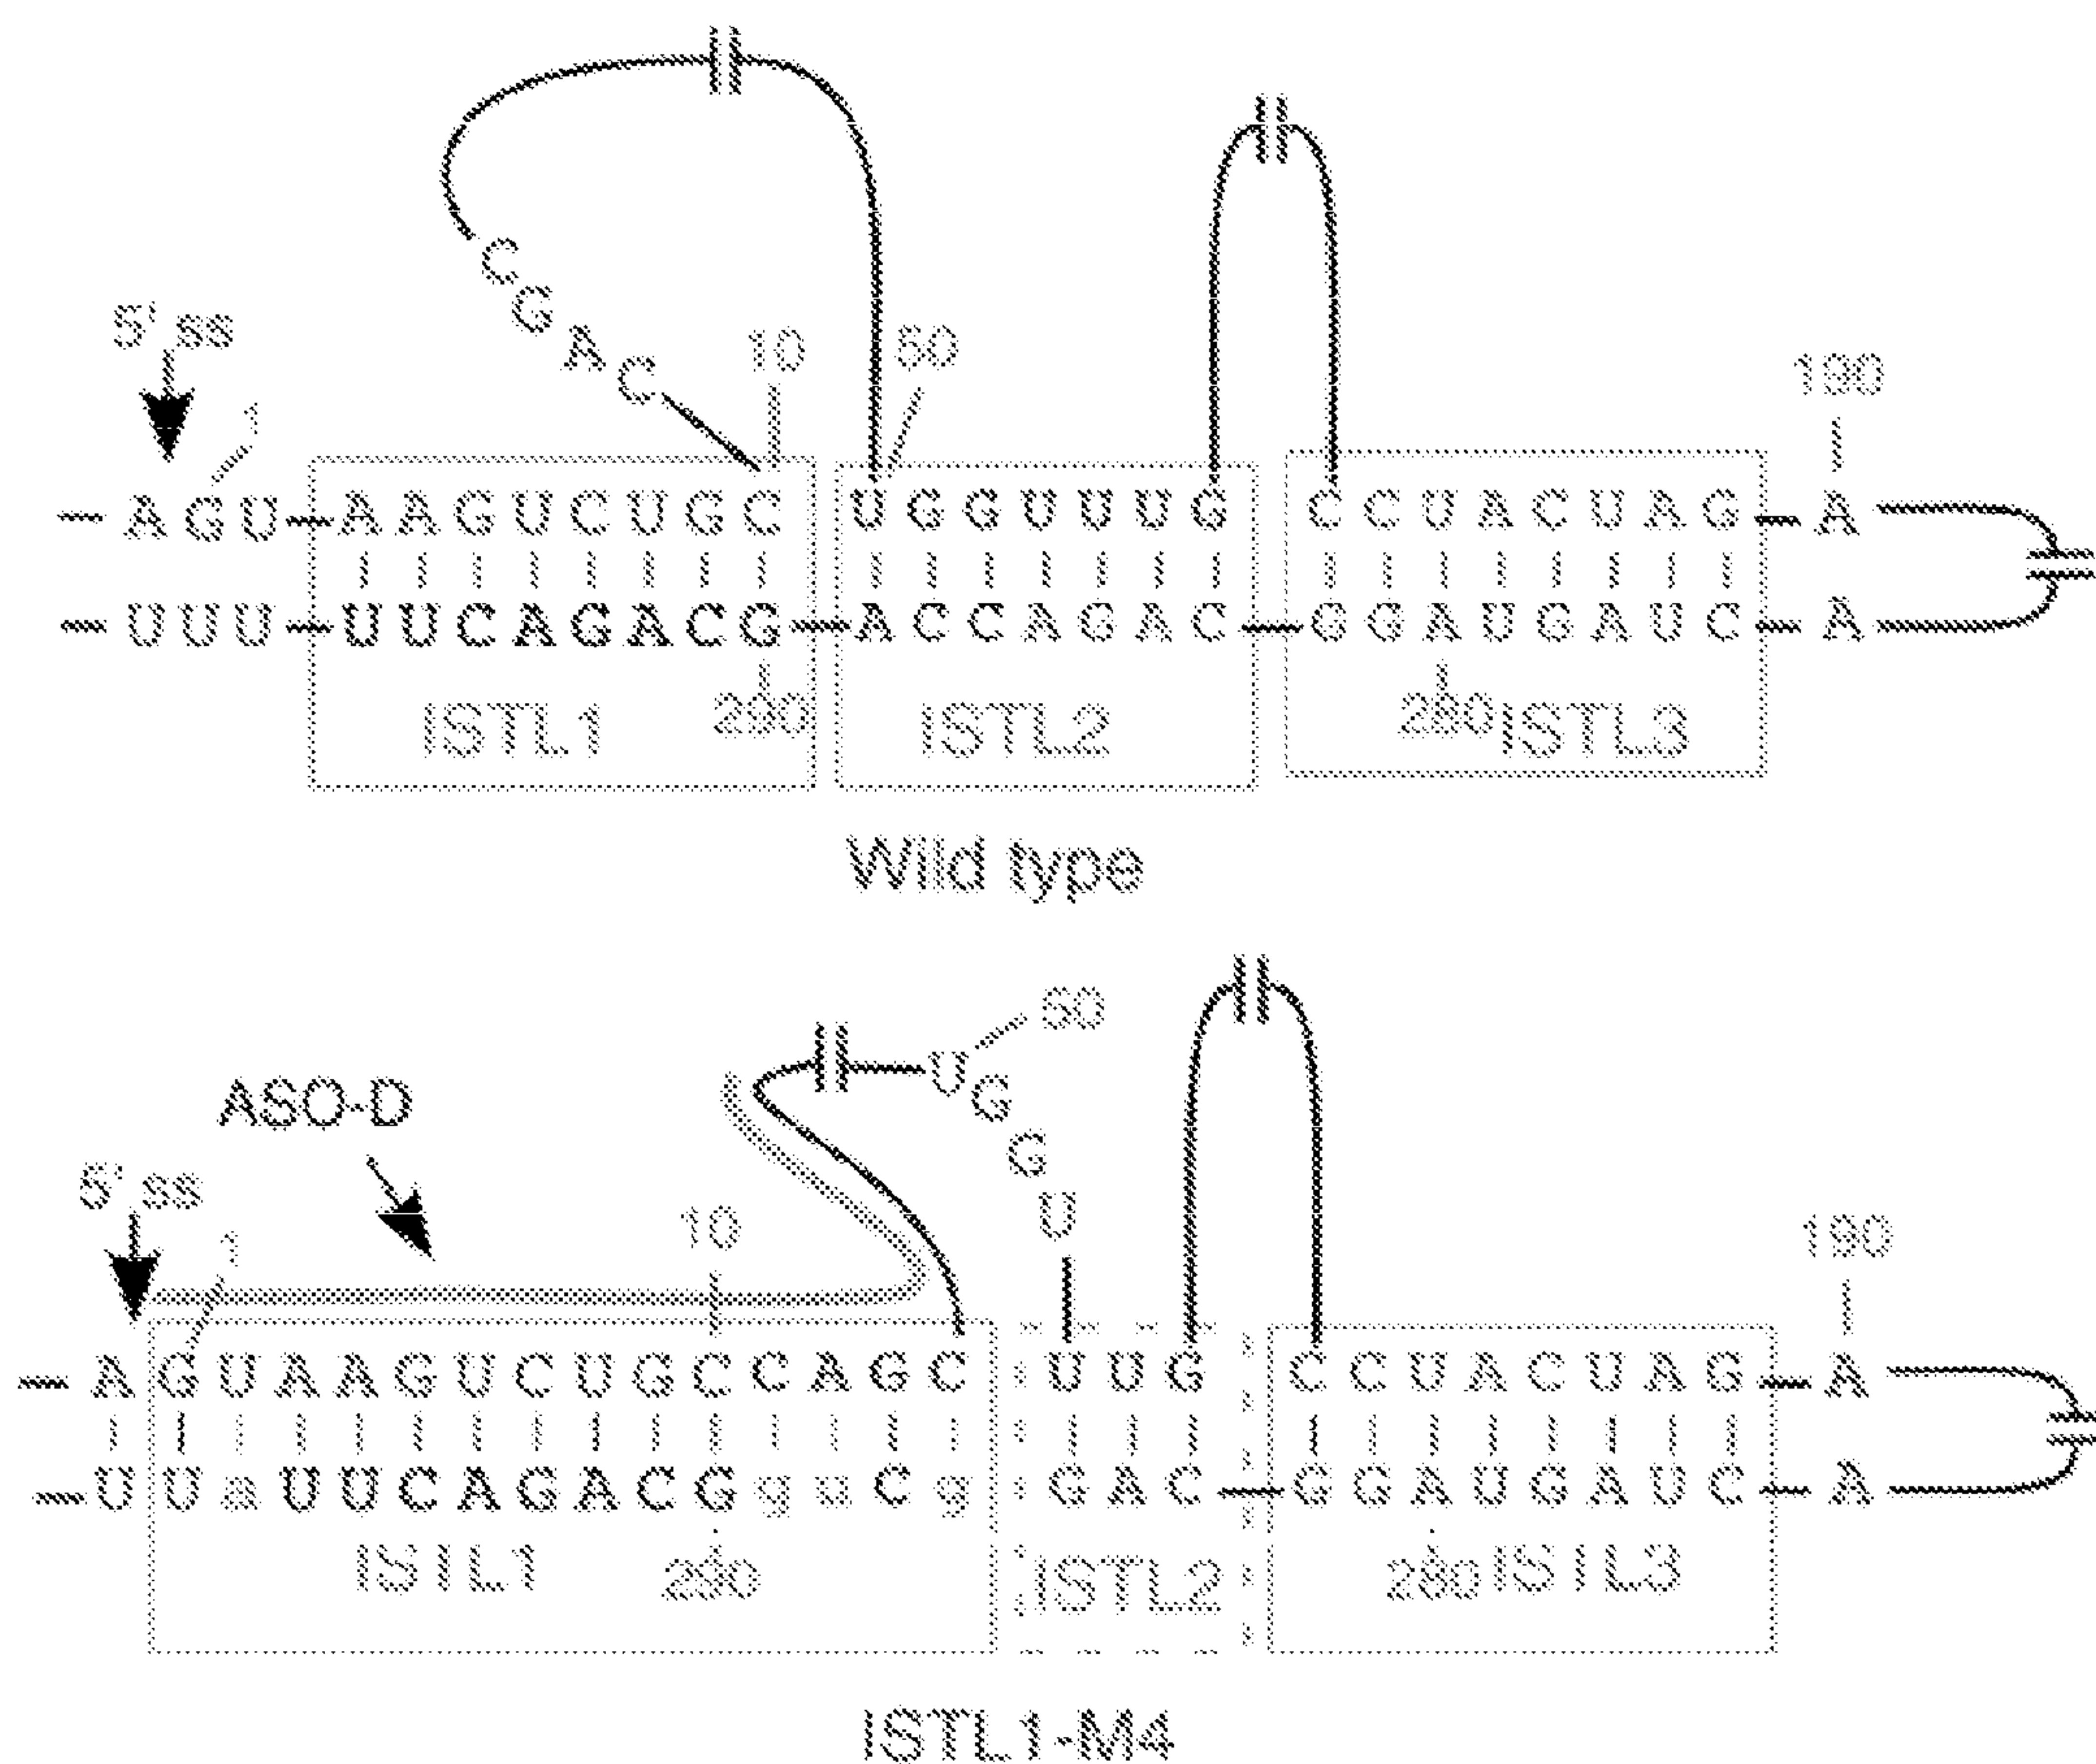 C
G
A
C
5' ss
1
10
50
190
A G U A A G U C U G C U G G U U U G C C U A C U A G A
U U U U U C A G A C G A C C A G A C G G A U G A U C A
ISTL1
290
ISTL2
280
ISTL3
Wild type
50
U
G
G
U
ASO-D
5' ss
1
10
190
A G U A A G U C U G C C A G C U U G C C U A C U A G A
U U a U U C A G A C G g u C g G A C G G A U G A U C A
ISTL1
290
ISTL2
280
ISTL3
ISTL1-M4